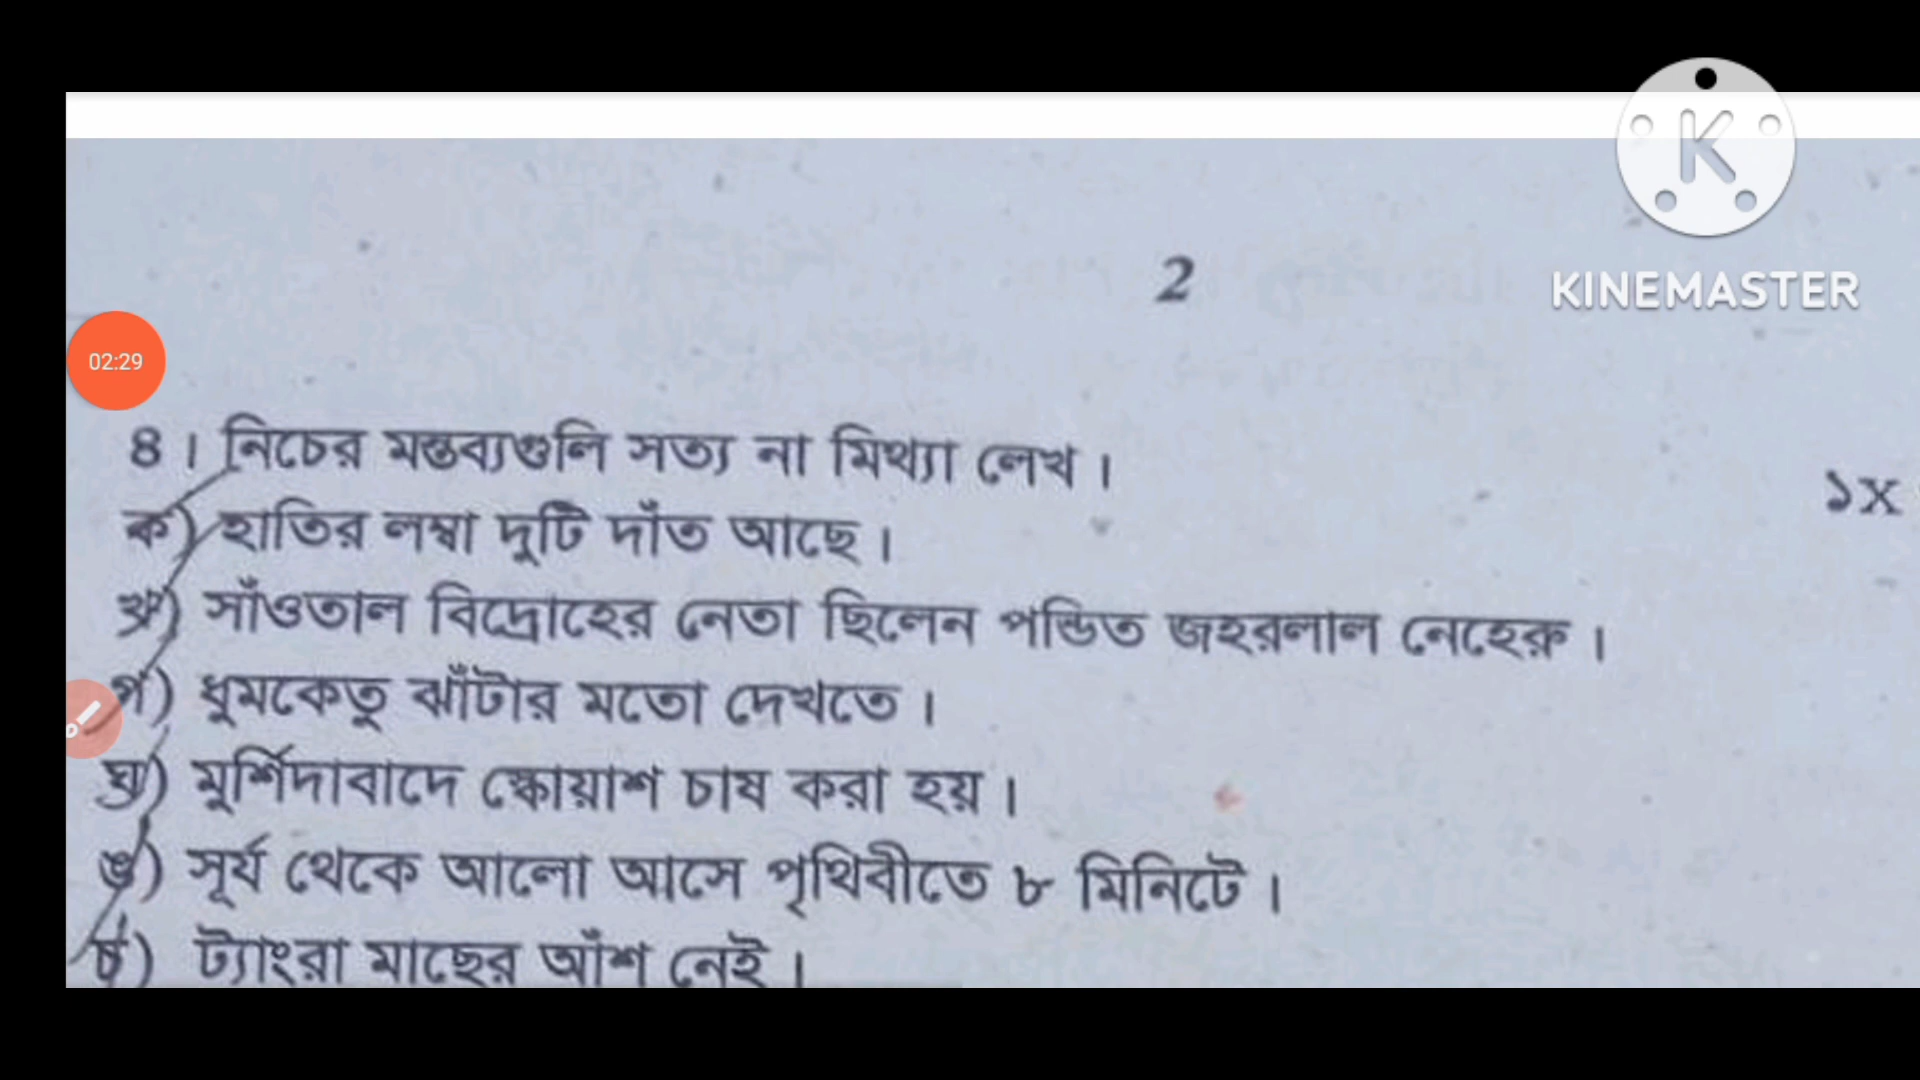 KINEMASTER
2
02:29
৪। নিচের মন্তব্যগুলি সত্য না মিথ্যা লেখ।
১x
ক) হাতির লম্বা দুটি দাঁত আছে।
খ) সাঁওতাল বিদ্রোহের নেতা ছিলেন পন্ডিত জহরলাল নেহেরু।
গ) ধুমকেতু ঝাঁটার মতো দেখতে।
ঘ) মুর্শিদাবাদে স্কোয়াশ চাষ করা হয়।
ঙ) সূর্য থেকে আলো আসে পৃথিবীতে ৮ মিনিটে।
চ) ট্যাংরা মাছের আঁশ নেই।